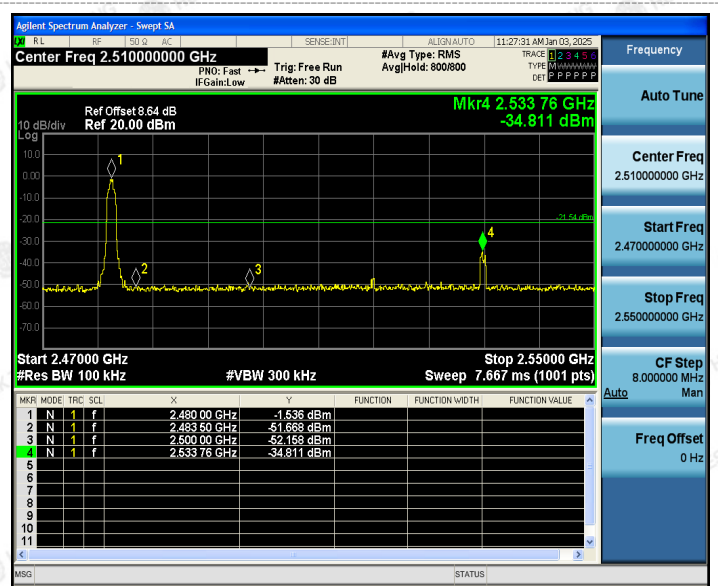 Agilent Spectrum Analyzer - Swept SA
RL RF 50 Ω AC SENSE:INT ALIGNAUTO 11:27:31 AM Jan 03, 2025
Center Freq 2.510000000 GHz
PNO: Fast
IFGain:Low
Trig: Free Run
#Atten: 30 dB
#Avg Type: RMS
Avg|Hold: 800/800
TRACE 1 2 3 4 5 6
TYPE M
DET P P P P P P
Mkr4 2.533 76 GHz
-34.811 dBm
Ref Offset 8.64 dB
10 dB/div Ref 20.00 dBm
Log
10.0
0.00
-10.0
-20.0
-30.0
-40.0
-50.0
-60.0
-70.0
1
2
3
4
-21.54 dBm
Start 2.47000 GHz Stop 2.55000 GHz
#Res BW 100 kHz #VBW 300 kHz Sweep 7.667 ms (1001 pts)
MKR MODE TRC SCL X Y FUNCTION FUNCTION WIDTH FUNCTION VALUE
1 N 1 f 2.480 00 GHz -1.536 dBm
2 N 1 f 2.483 50 GHz -51.668 dBm
3 N 1 f 2.500 00 GHz -52.158 dBm
4 N 1 f 2.533 76 GHz -34.811 dBm
5
6
7
8
9
10
11
MSG STATUS
Frequency
Auto Tune
Center Freq
2.510000000 GHz
Start Freq
2.470000000 GHz
Stop Freq
2.550000000 GHz
CF Step
8.000000 MHz
Auto Man
Freq Offset
0 Hz